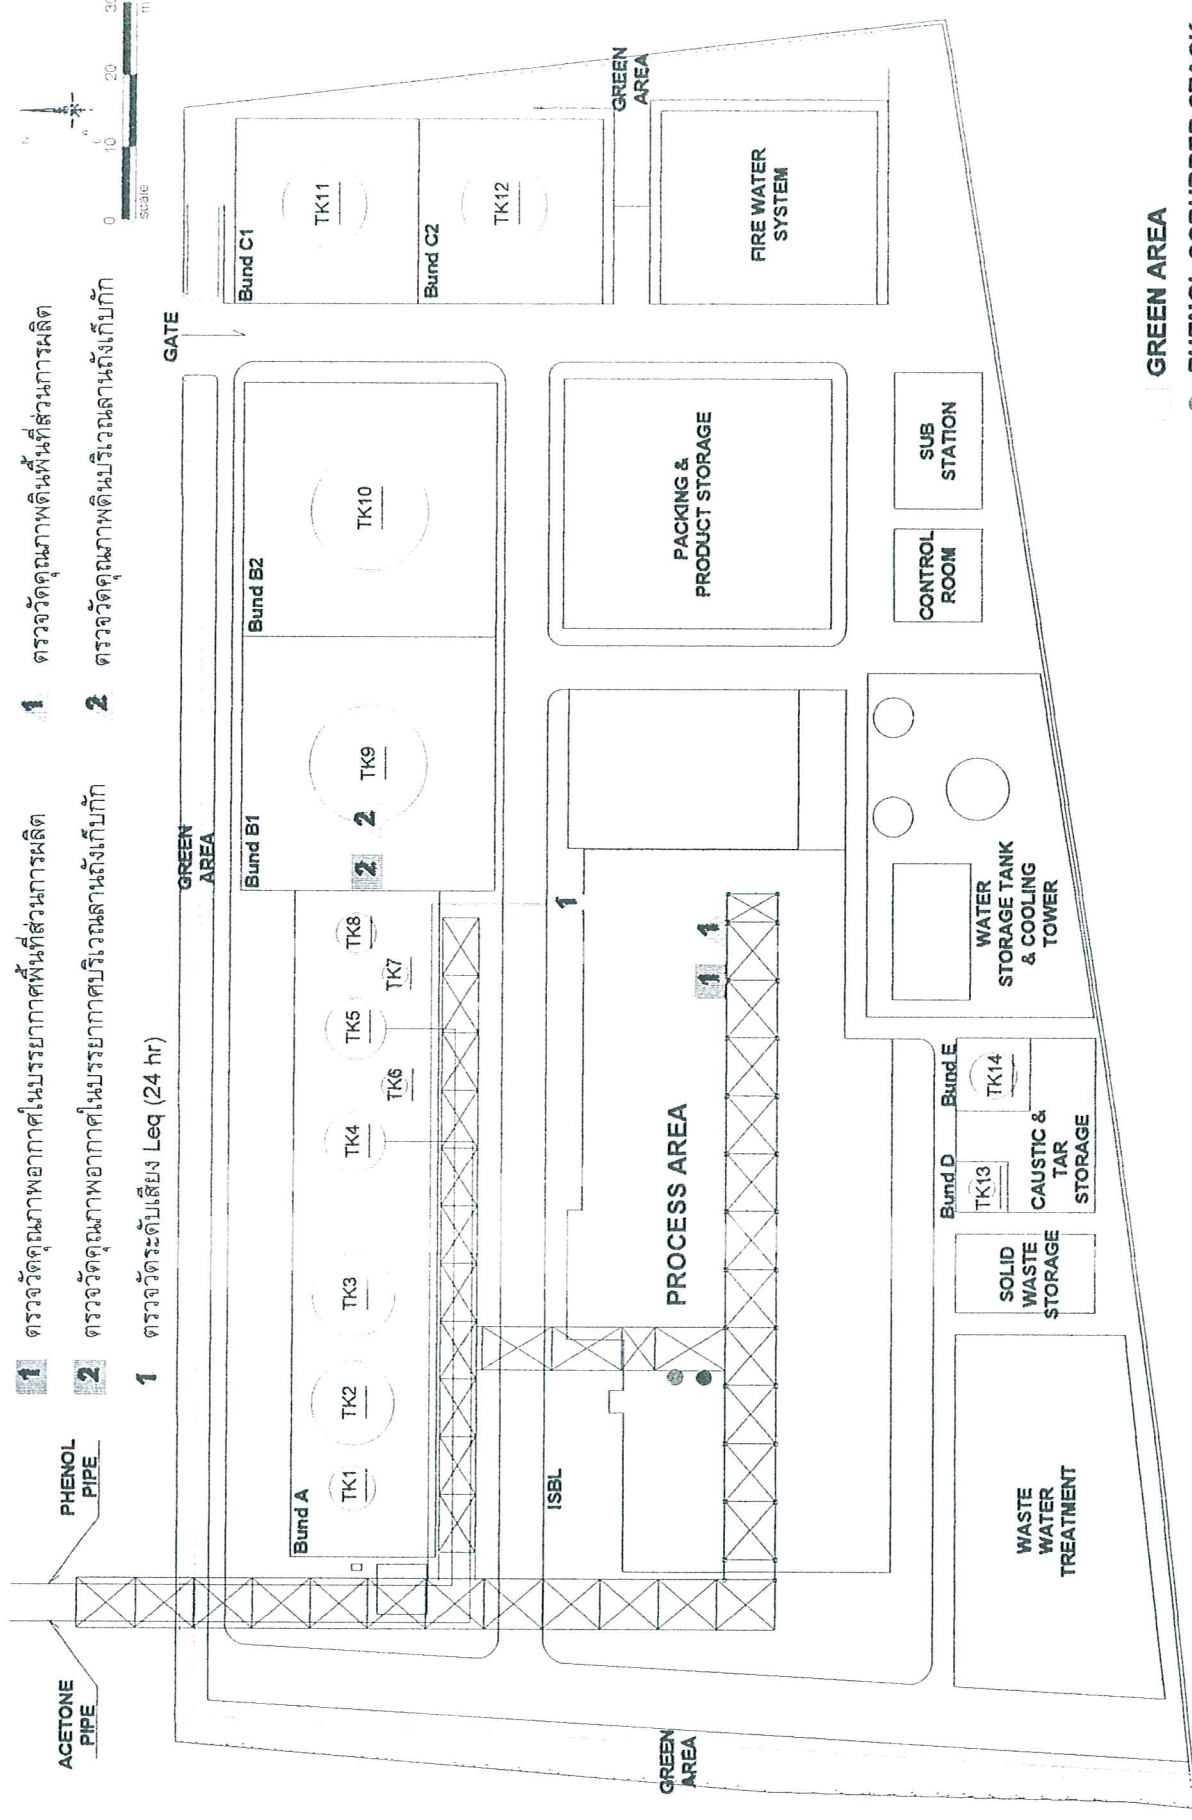 1 ตรวจวัดคุณภาพอากาศในบรรยากาศพื้นที่ส่วนการผลิต
2 ตรวจวัดคุณภาพอากาศในบรรยากาศบริเวณลานถังเก็บกัก
1 ตรวจวัดระดับเสียง Leq (24 hr)
1 ตรวจวัดคุณภาพดินพื้นที่ส่วนการผลิต
2 ตรวจวัดคุณภาพดินบริเวณลานถังเก็บกัก
0 10 20 30
scale
ACETONE
PIPE
PHENOL
PIPE
GREEN
AREA
GATE
Bund A
TK1
TK2
TK3
TK4
TK6
TK5
TK7
TK8
Bund B1
2 2
TK9
Bund B2
TK10
Bund C1
TK11
Bund C2
TK12
GREEN
AREA
ISBL
1
PROCESS AREA
1 1
PACKING &
PRODUCT STORAGE
FIRE WATER
SYSTEM
GREEN
AREA
WASTE
WATER
TREATMENT
SOLID
WASTE
STORAGE
Bund D
TK13
Bund E
TK14
CAUSTIC &
TAR
STORAGE
WATER
STORAGE TANK
& COOLING
TOWER
CONTROL
ROOM
SUB
STATION
GREEN AREA